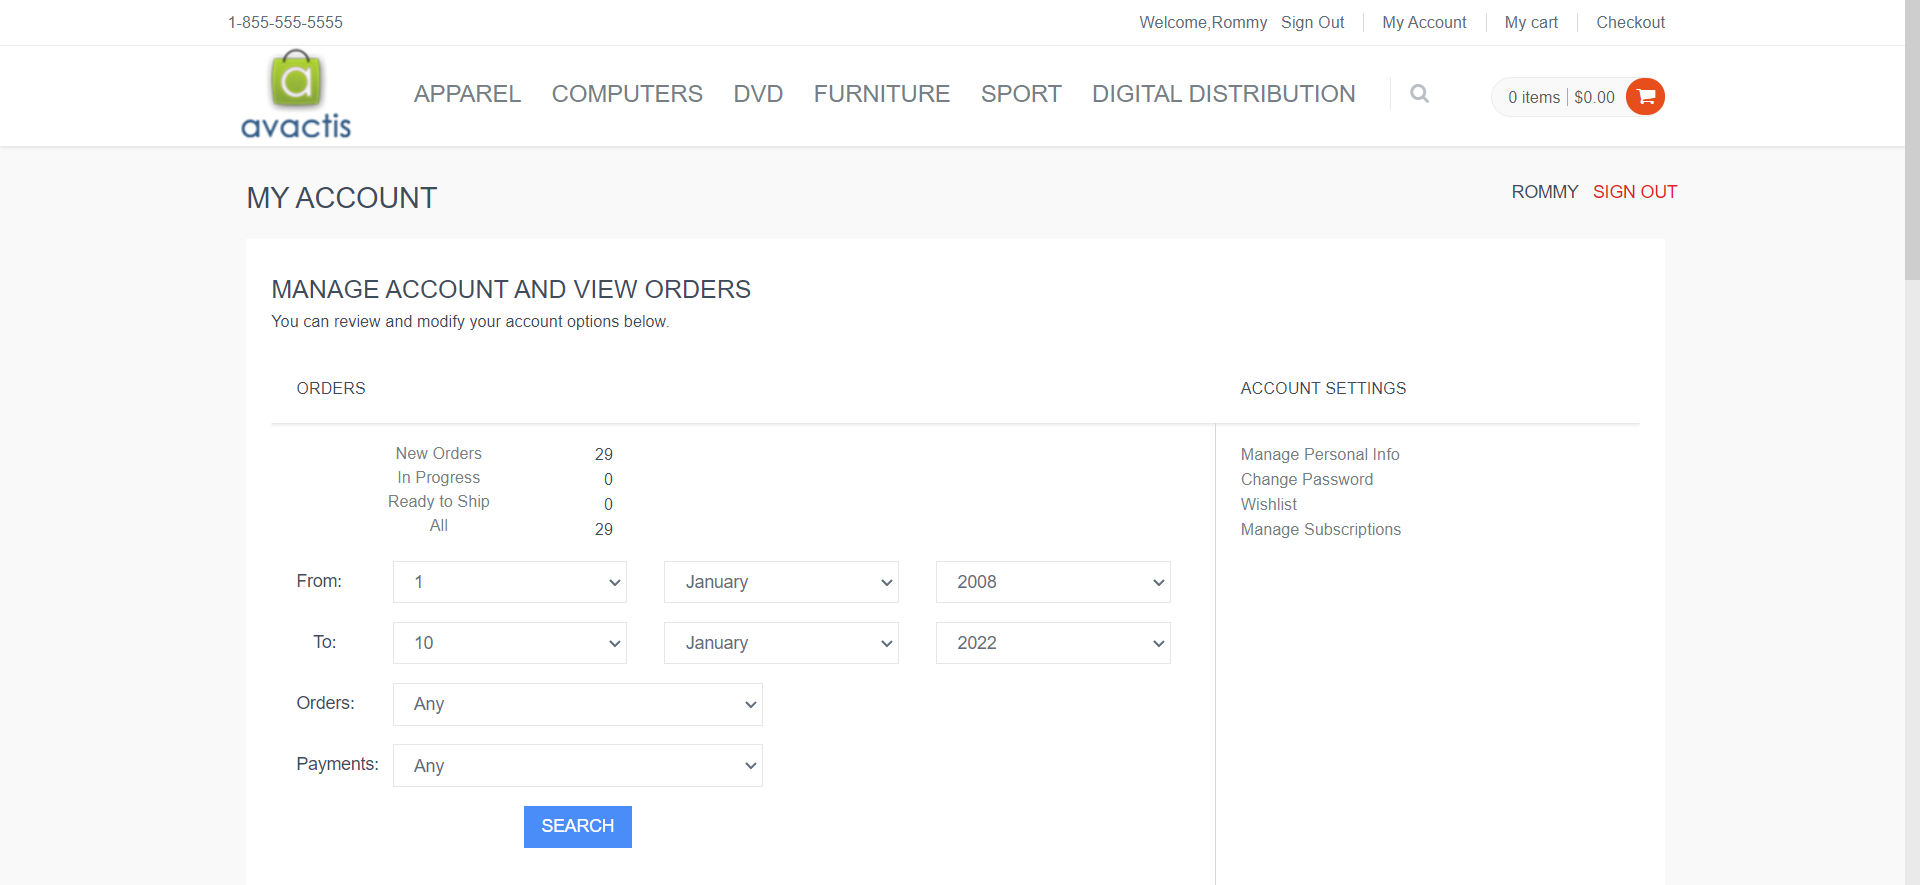 1-855-555-5555
Welcome,Rommy Sign Out My Account My cart Checkout
a
avactis
APPAREL COMPUTERS DVD FURNITURE SPORT DIGITAL DISTRIBUTION
0 items $0.00
MY ACCOUNT
ROMMY SIGN OUT
MANAGE ACCOUNT AND VIEW ORDERS
You can review and modify your account options below.
ORDERS
New Orders 29
In Progress 0
Ready to Ship 0
All 29
From: 1 January 2008
To: 10 January 2022
Orders: Any
Payments: Any
SEARCH
ACCOUNT SETTINGS
Manage Personal Info
Change Password
Wishlist
Manage Subscriptions